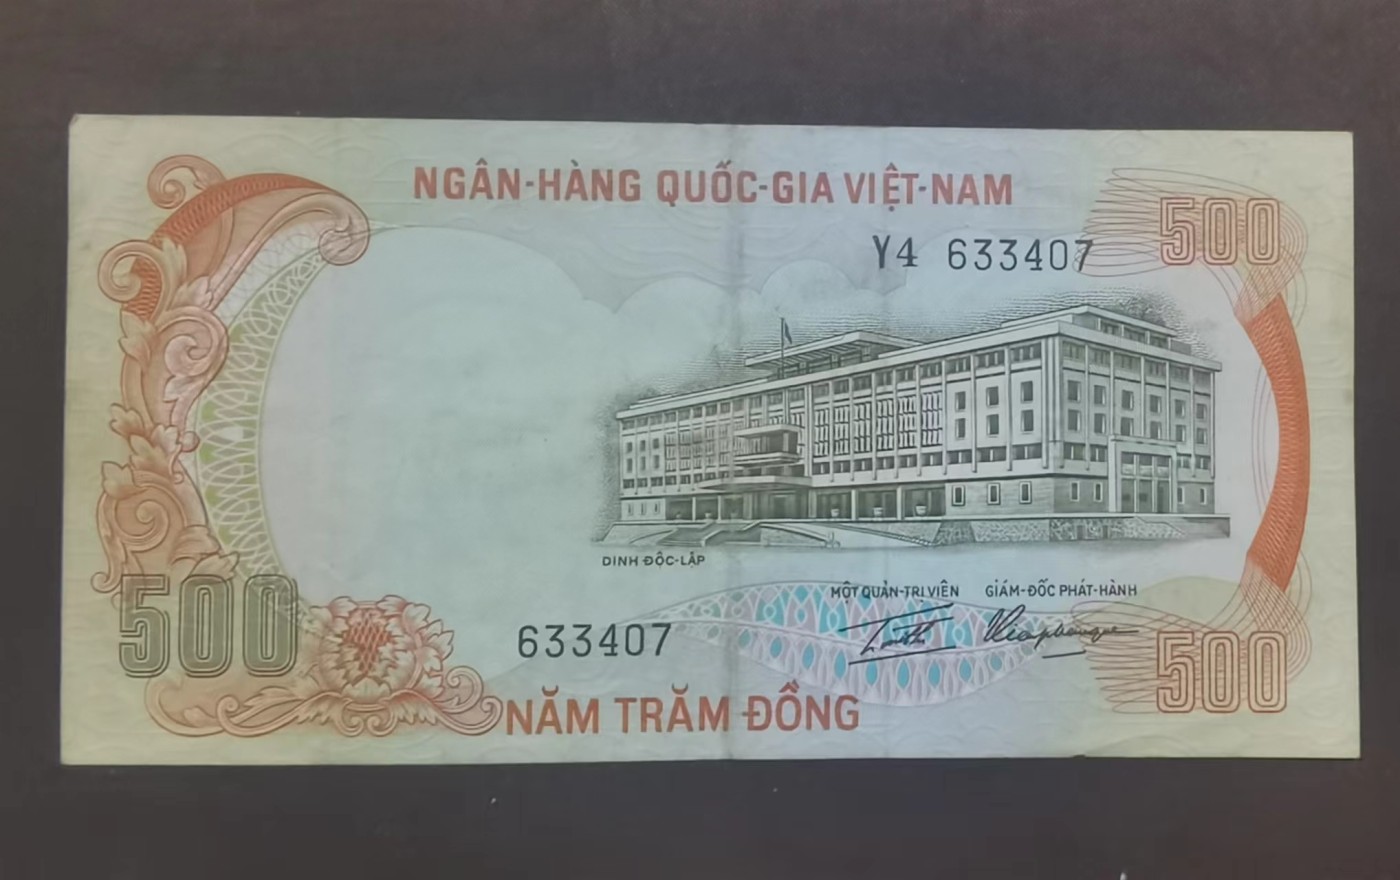 NGÂN-HÀNG QUỐC-GIA VIỆT-NAM
500
Y4 633407
DINH ĐỘC-LẬP
MỘT QUẢN-TRỊ VIÊN GIÁM-ĐỐC PHÁT-HÀNH
500
633407
500
NĂM TRĂM ĐỒNG